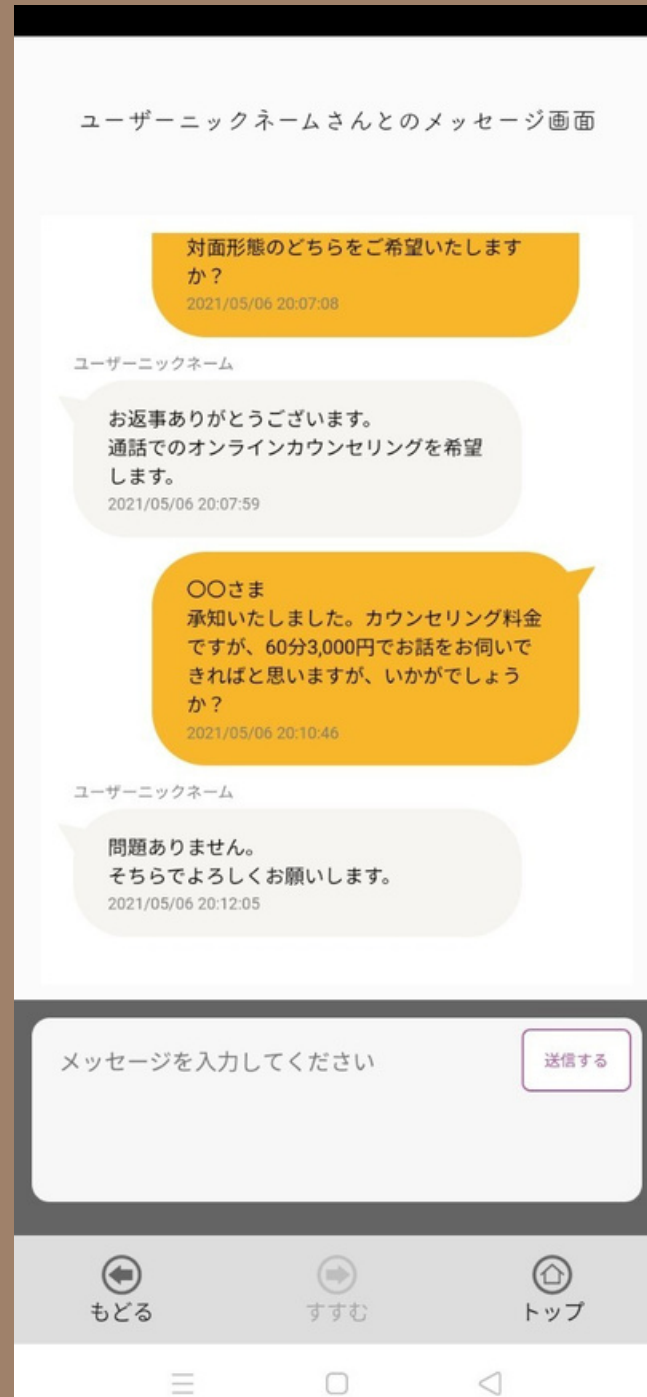 ユーザーニックネームさんとのメッセージ画面
対面形態のどちらをご希望いたします
か？
2021/05/06 20:07:08
ユーザーニックネーム
お返事ありがとうございます。
通話でのオンラインカウンセリングを希望
します。
2021/05/06 20:07:59
〇〇さま
承知いたしました。カウンセリング料金
ですが、60分3,000円でお話をお伺いで
きればと思いますが、いかがでしょう
か？
2021/05/06 20:10:46
ユーザーニックネーム
問題ありません。
そちらでよろしくお願いします。
2021/05/06 20:12:05
メッセージを入力してください
送信する
もどる
すすむ
トップ